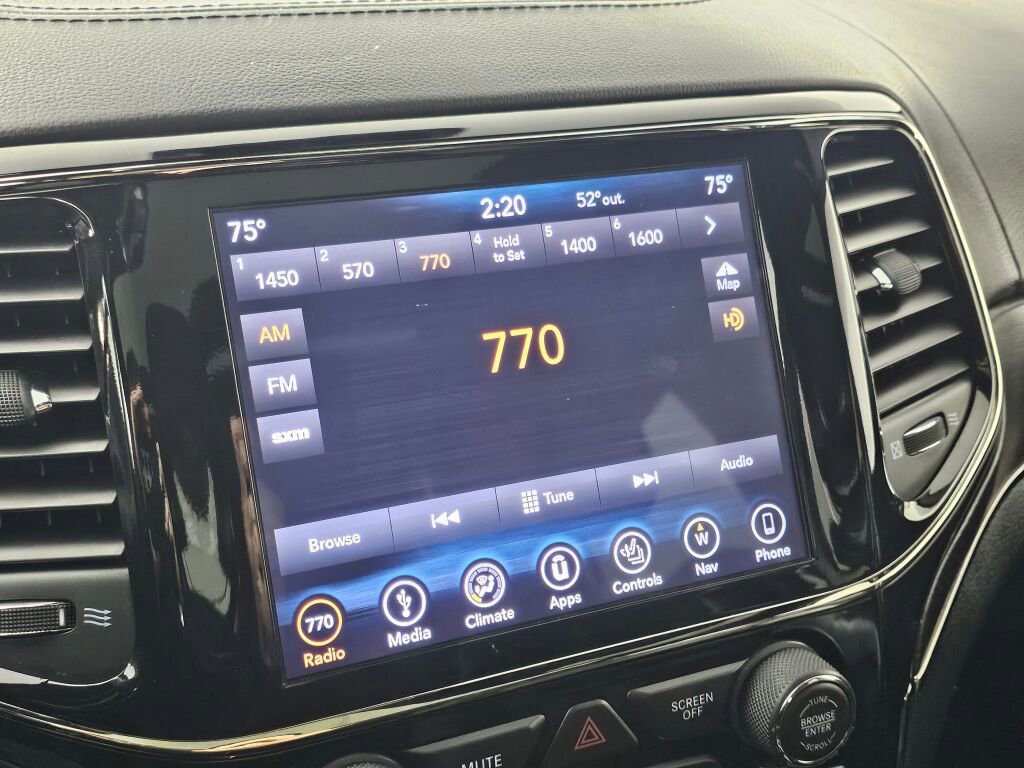 75° 2:20 52° out. 75°
1 1450 2 570 3 770 4 Hold to Set 5 1400 6 1600
Map
AM
770
HD
FM
sxm
Browse Tune Audio
770 U W
Radio Media Climate Apps Controls Nav Phone
SCREEN
OFF
TUNE
BROWSE
ENTER
SCROLL
MUTE